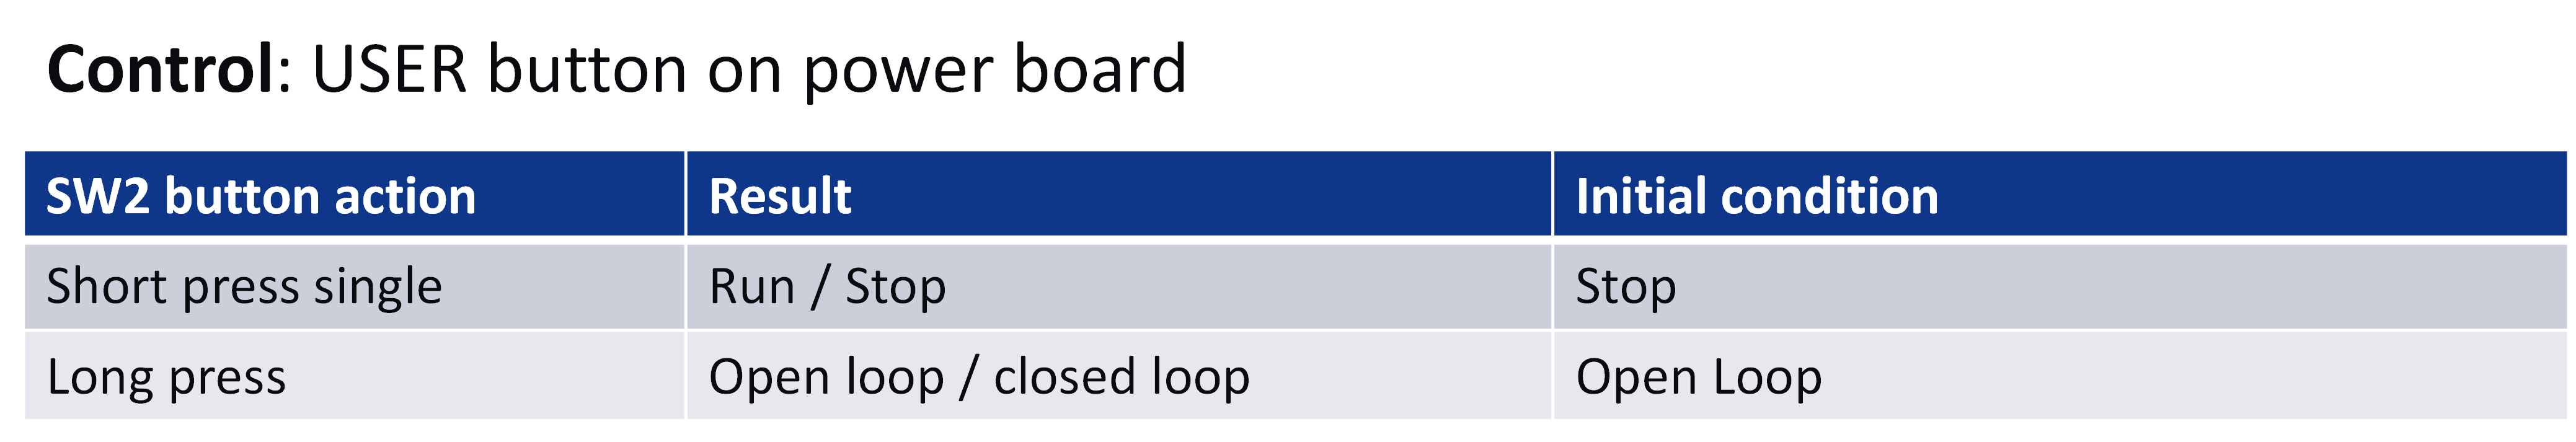 Control: USER button on power board
SW2 button action Result Initial condition
Short press single Run / Stop Stop
Long press Open loop / closed loop Open Loop